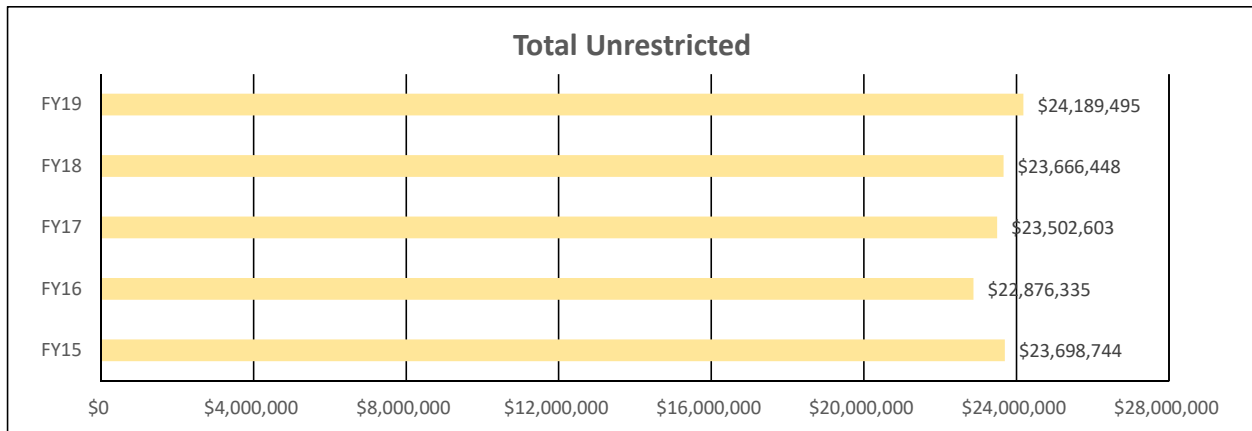 Total Unrestricted
FY19 $24,189,495
FY18 $23,666,448
FY17 $23,502,603
FY16 $22,876,335
FY15 $23,698,744
$0 $4,000,000 $8,000,000 $12,000,000 $16,000,000 $20,000,000 $24,000,000 $28,000,000